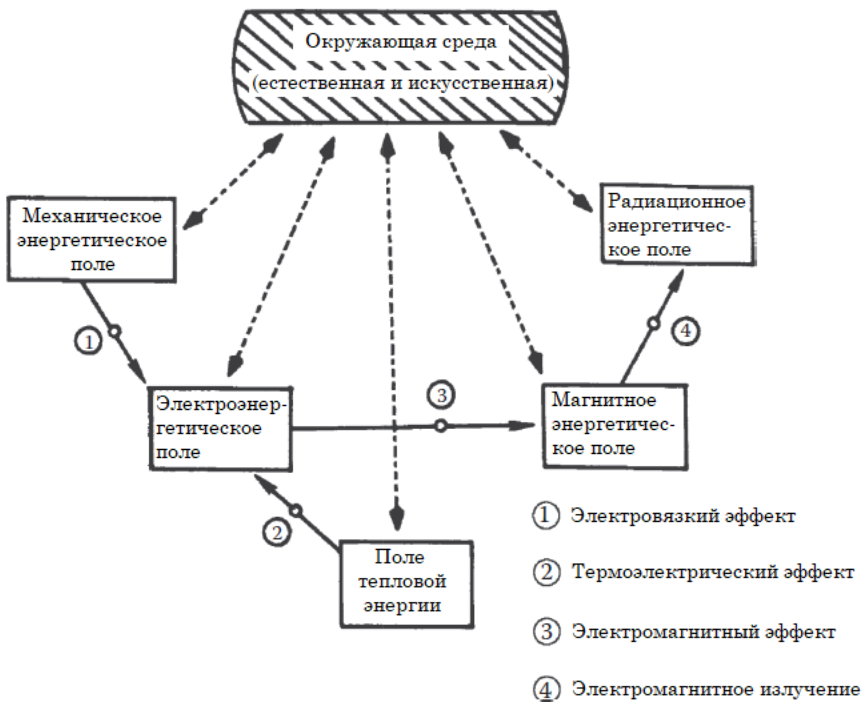 Окружающая среда
(естественная и искусственная)
Механическое
энергетическое
поле
Радиационное
энергетичес-
кое поле
1
4
Электроэнер-
гетическое
поле
3
Магнитное
энергетичес-
кое поле
2
Поле
тепловой
энергии
1 Электровязкий эффект
2 Термоэлектрический эффект
3 Электромагнитный эффект
4 Электромагнитное излучение